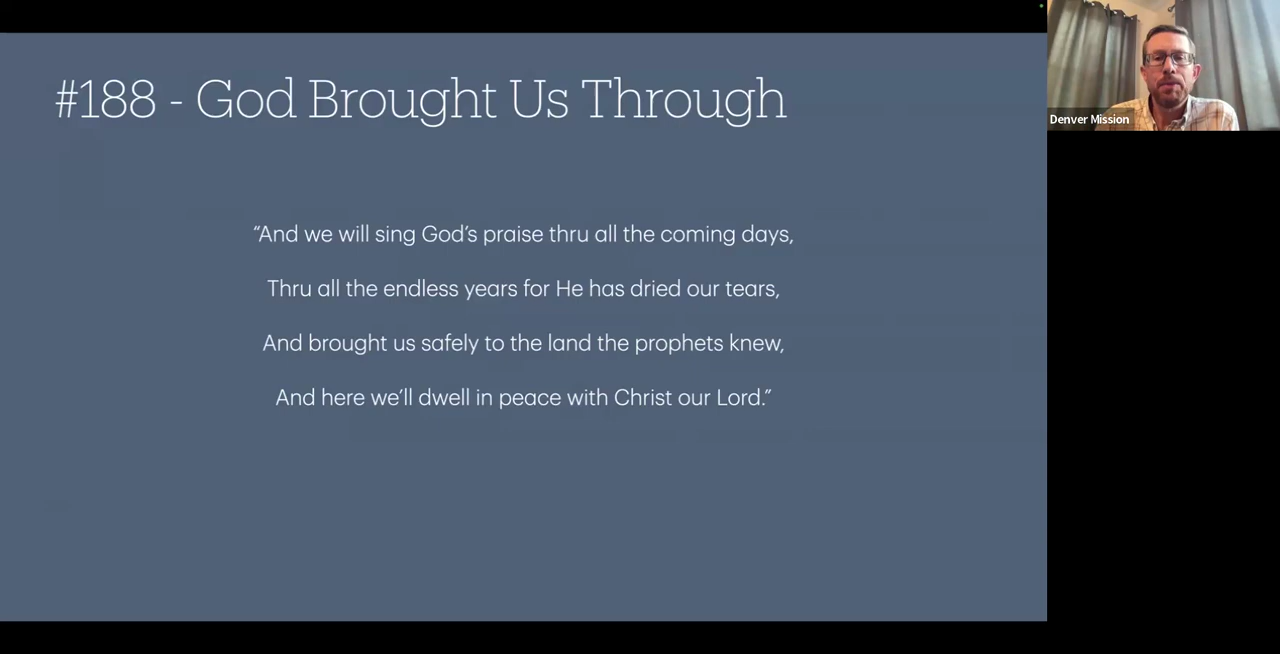 #188 - God Brought Us Through
“And we will sing God’s praise thru all the coming days,
Thru all the endless years for He has dried our tears,
And brought us safely to the land the prophets knew,
And here we’ll dwell in peace with Christ our Lord.”
Denver Mission